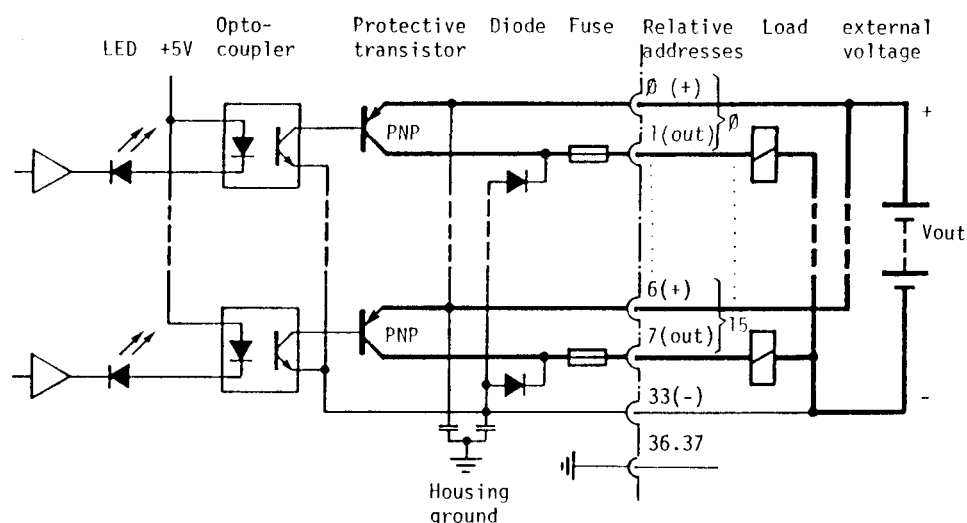 Opto-
coupler
Protective
transistor
Diode
Fuse
Relative
addresses
Load
external
voltage
LED
+5V
Ø (+)
1(out)
Ø
PNP
+
Vout
6(+)
7(out)
15
PNP
33(-)
-
36.37
Housing
ground